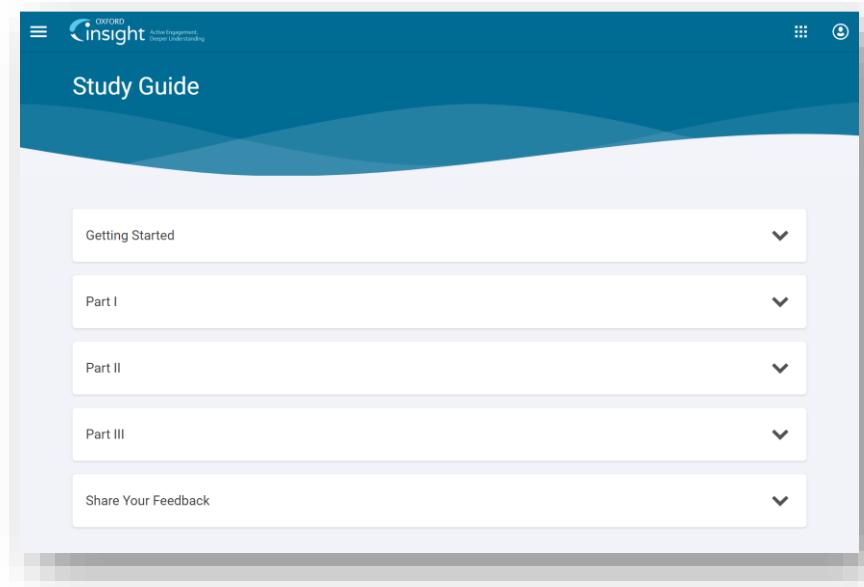 OXFORD
insight Active Engagement,
Deeper Understanding
Study Guide
Getting Started
Part I
Part II
Part III
Share Your Feedback